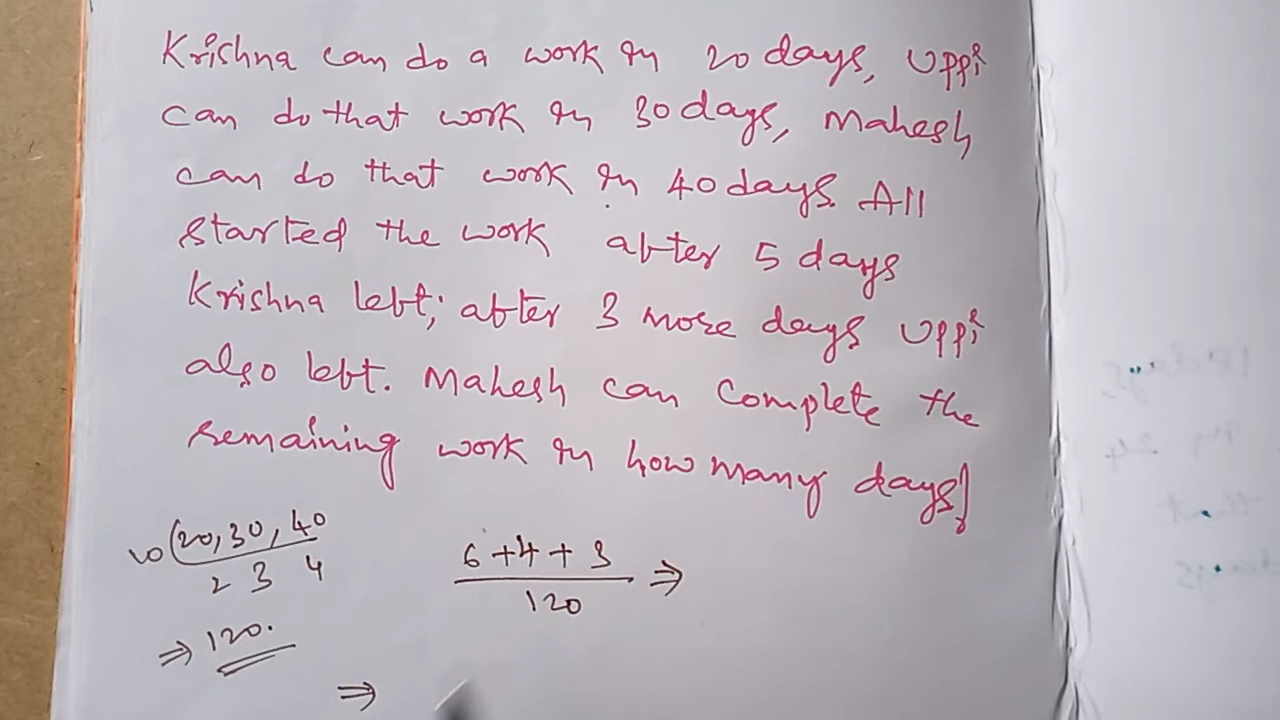 Krishna can do a work in 20 days, Uppi
can do that work in 30 days, Mahesh
can do that work in 40 days. All
started the work after 5 days
Krishna left; after 3 more days Uppi
also left. Mahesh can complete the
remaining work in how many days?
10(20, 30, 40
2 3 4
⇒ 120.
6+4+3
120
⇒
⇒